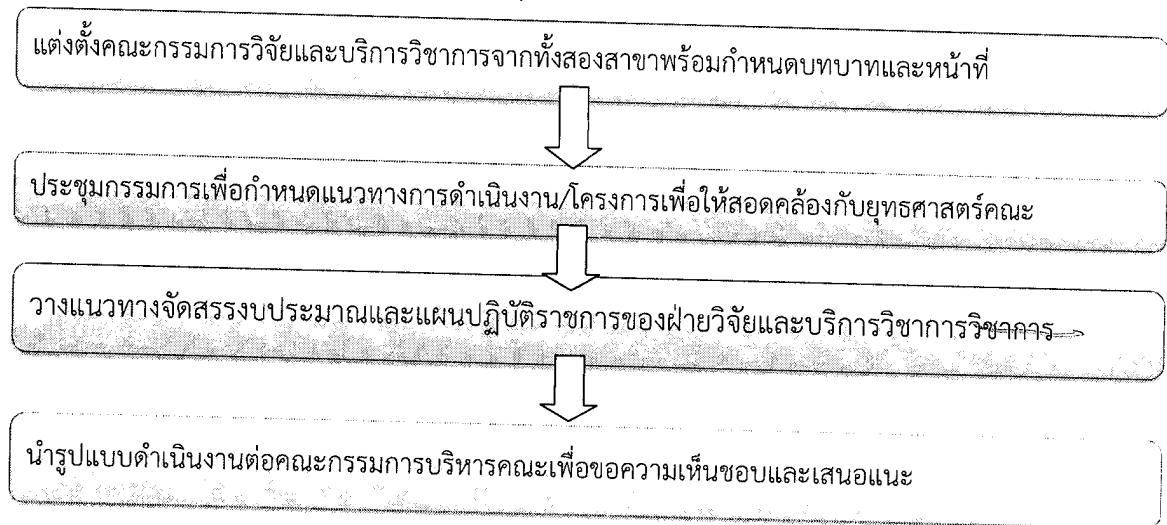 แต่งตั้งคณะกรรมการวิจัยและบริการวิชาการจากทั้งสองสาขาพร้อมกำหนดบทบาทและหน้าที่
ประชุมกรรมการเพื่อกำหนดแนวทางการดำเนินงาน/โครงการเพื่อให้สอดคล้องกับยุทธศาสตร์คณะ
วางแนวทางจัดสรรงบประมาณและแผนปฏิบัติราชการของฝ่ายวิจัยและบริการวิชาการวิชาการ
นำรูปแบบดำเนินงานต่อคณะกรรมการบริหารคณะเพื่อขอความเห็นชอบและเสนอแนะ